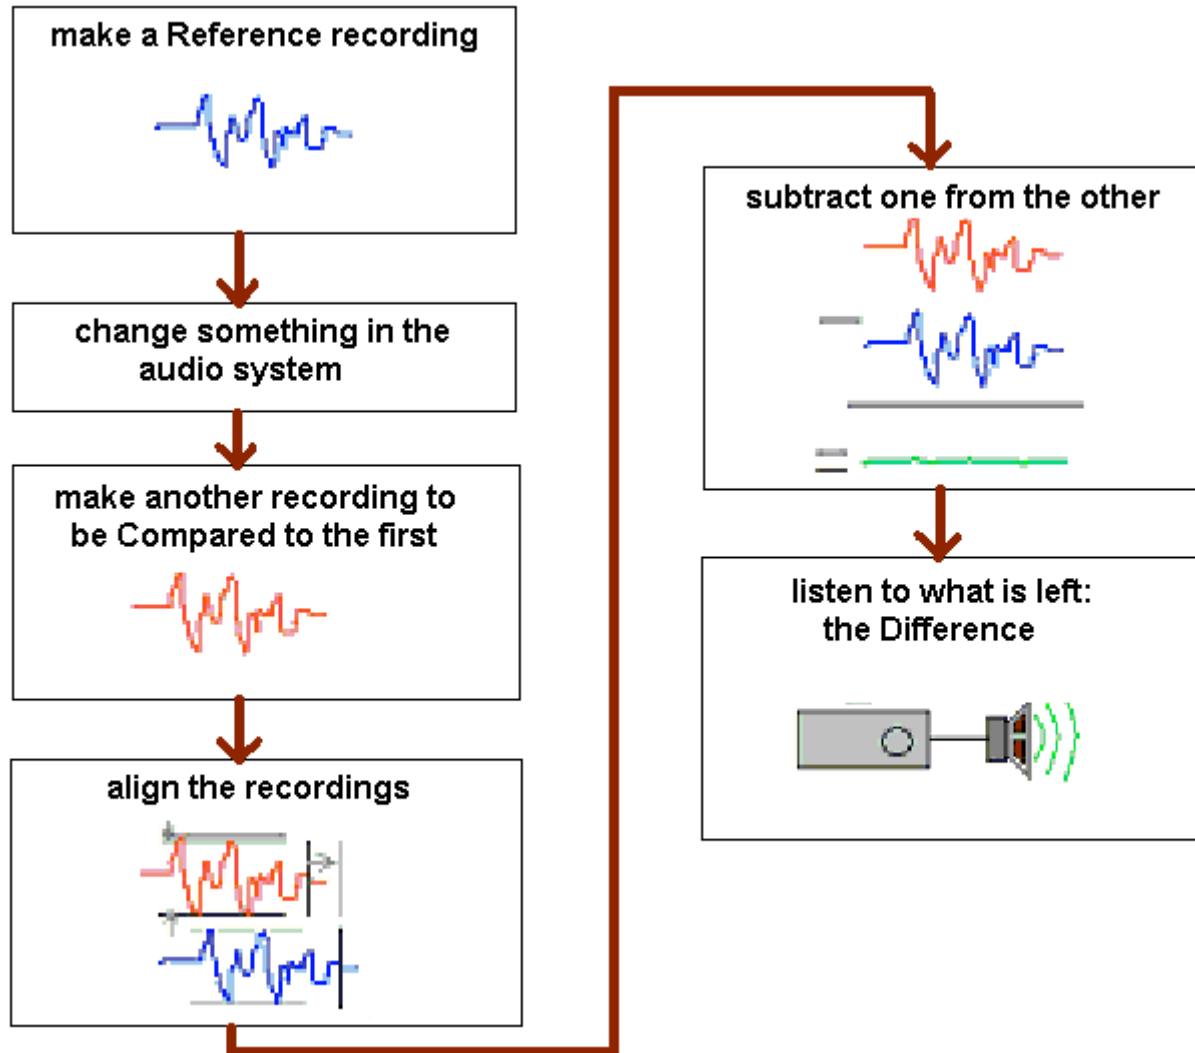 make a Reference recording
change something in the
audio system
make another recording to
be Compared to the first
align the recordings
subtract one from the other
listen to what is left:
the Difference